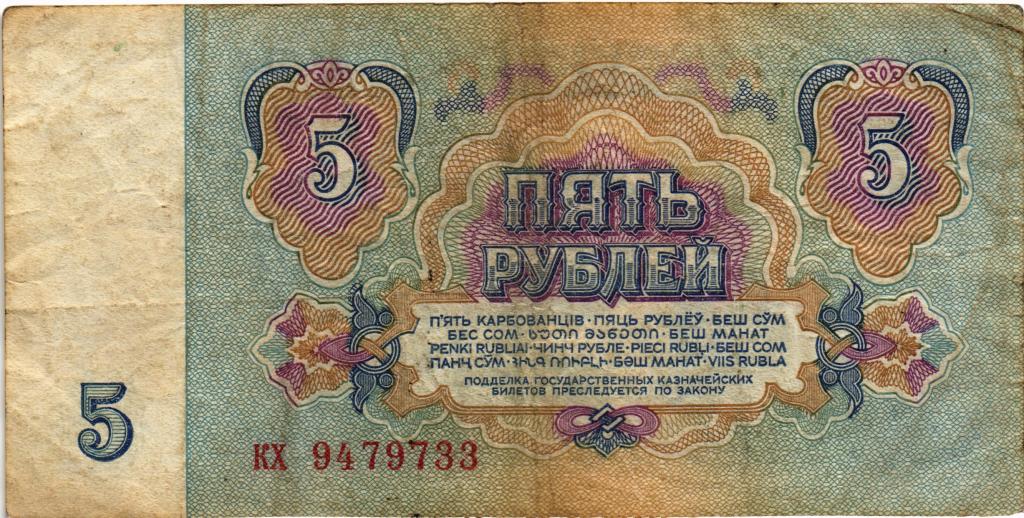 5 5
ПЯТЬ
РУБЛЕЙ
П'ЯТЬ КАРБОВАНЦІВ · ПЯЦЬ РУБЛЁЎ · БЕШ СЎМ
БЕС СОМ · ხუთი მანეთი · БЕШ МАНАТ
PENKI RUBLIAI · ЧИНЧ РУБЛЕ · PIECI RUBĻI · БЕШ СОМ
ПАНҶ СӮМ · ՀԻՆԳ ՌՈՒԲԼԻ · БӘШ МАНАТ · VIIS RUBLA
ПОДДЕЛКА ГОСУДАРСТВЕННЫХ КАЗНАЧЕЙСКИХ
БИЛЕТОВ ПРЕСЛЕДУЕТСЯ ПО ЗАКОНУ
5
КХ 9479733